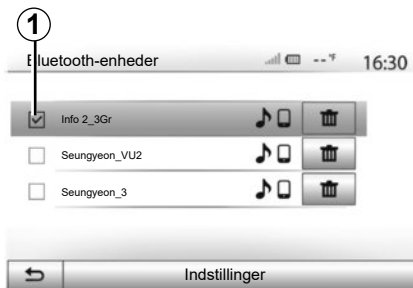 1
Bluetooth-enheder --°F 16:30
Info 2_3Gr
Seungyeon_VU2
Seungyeon_3
Indstillinger